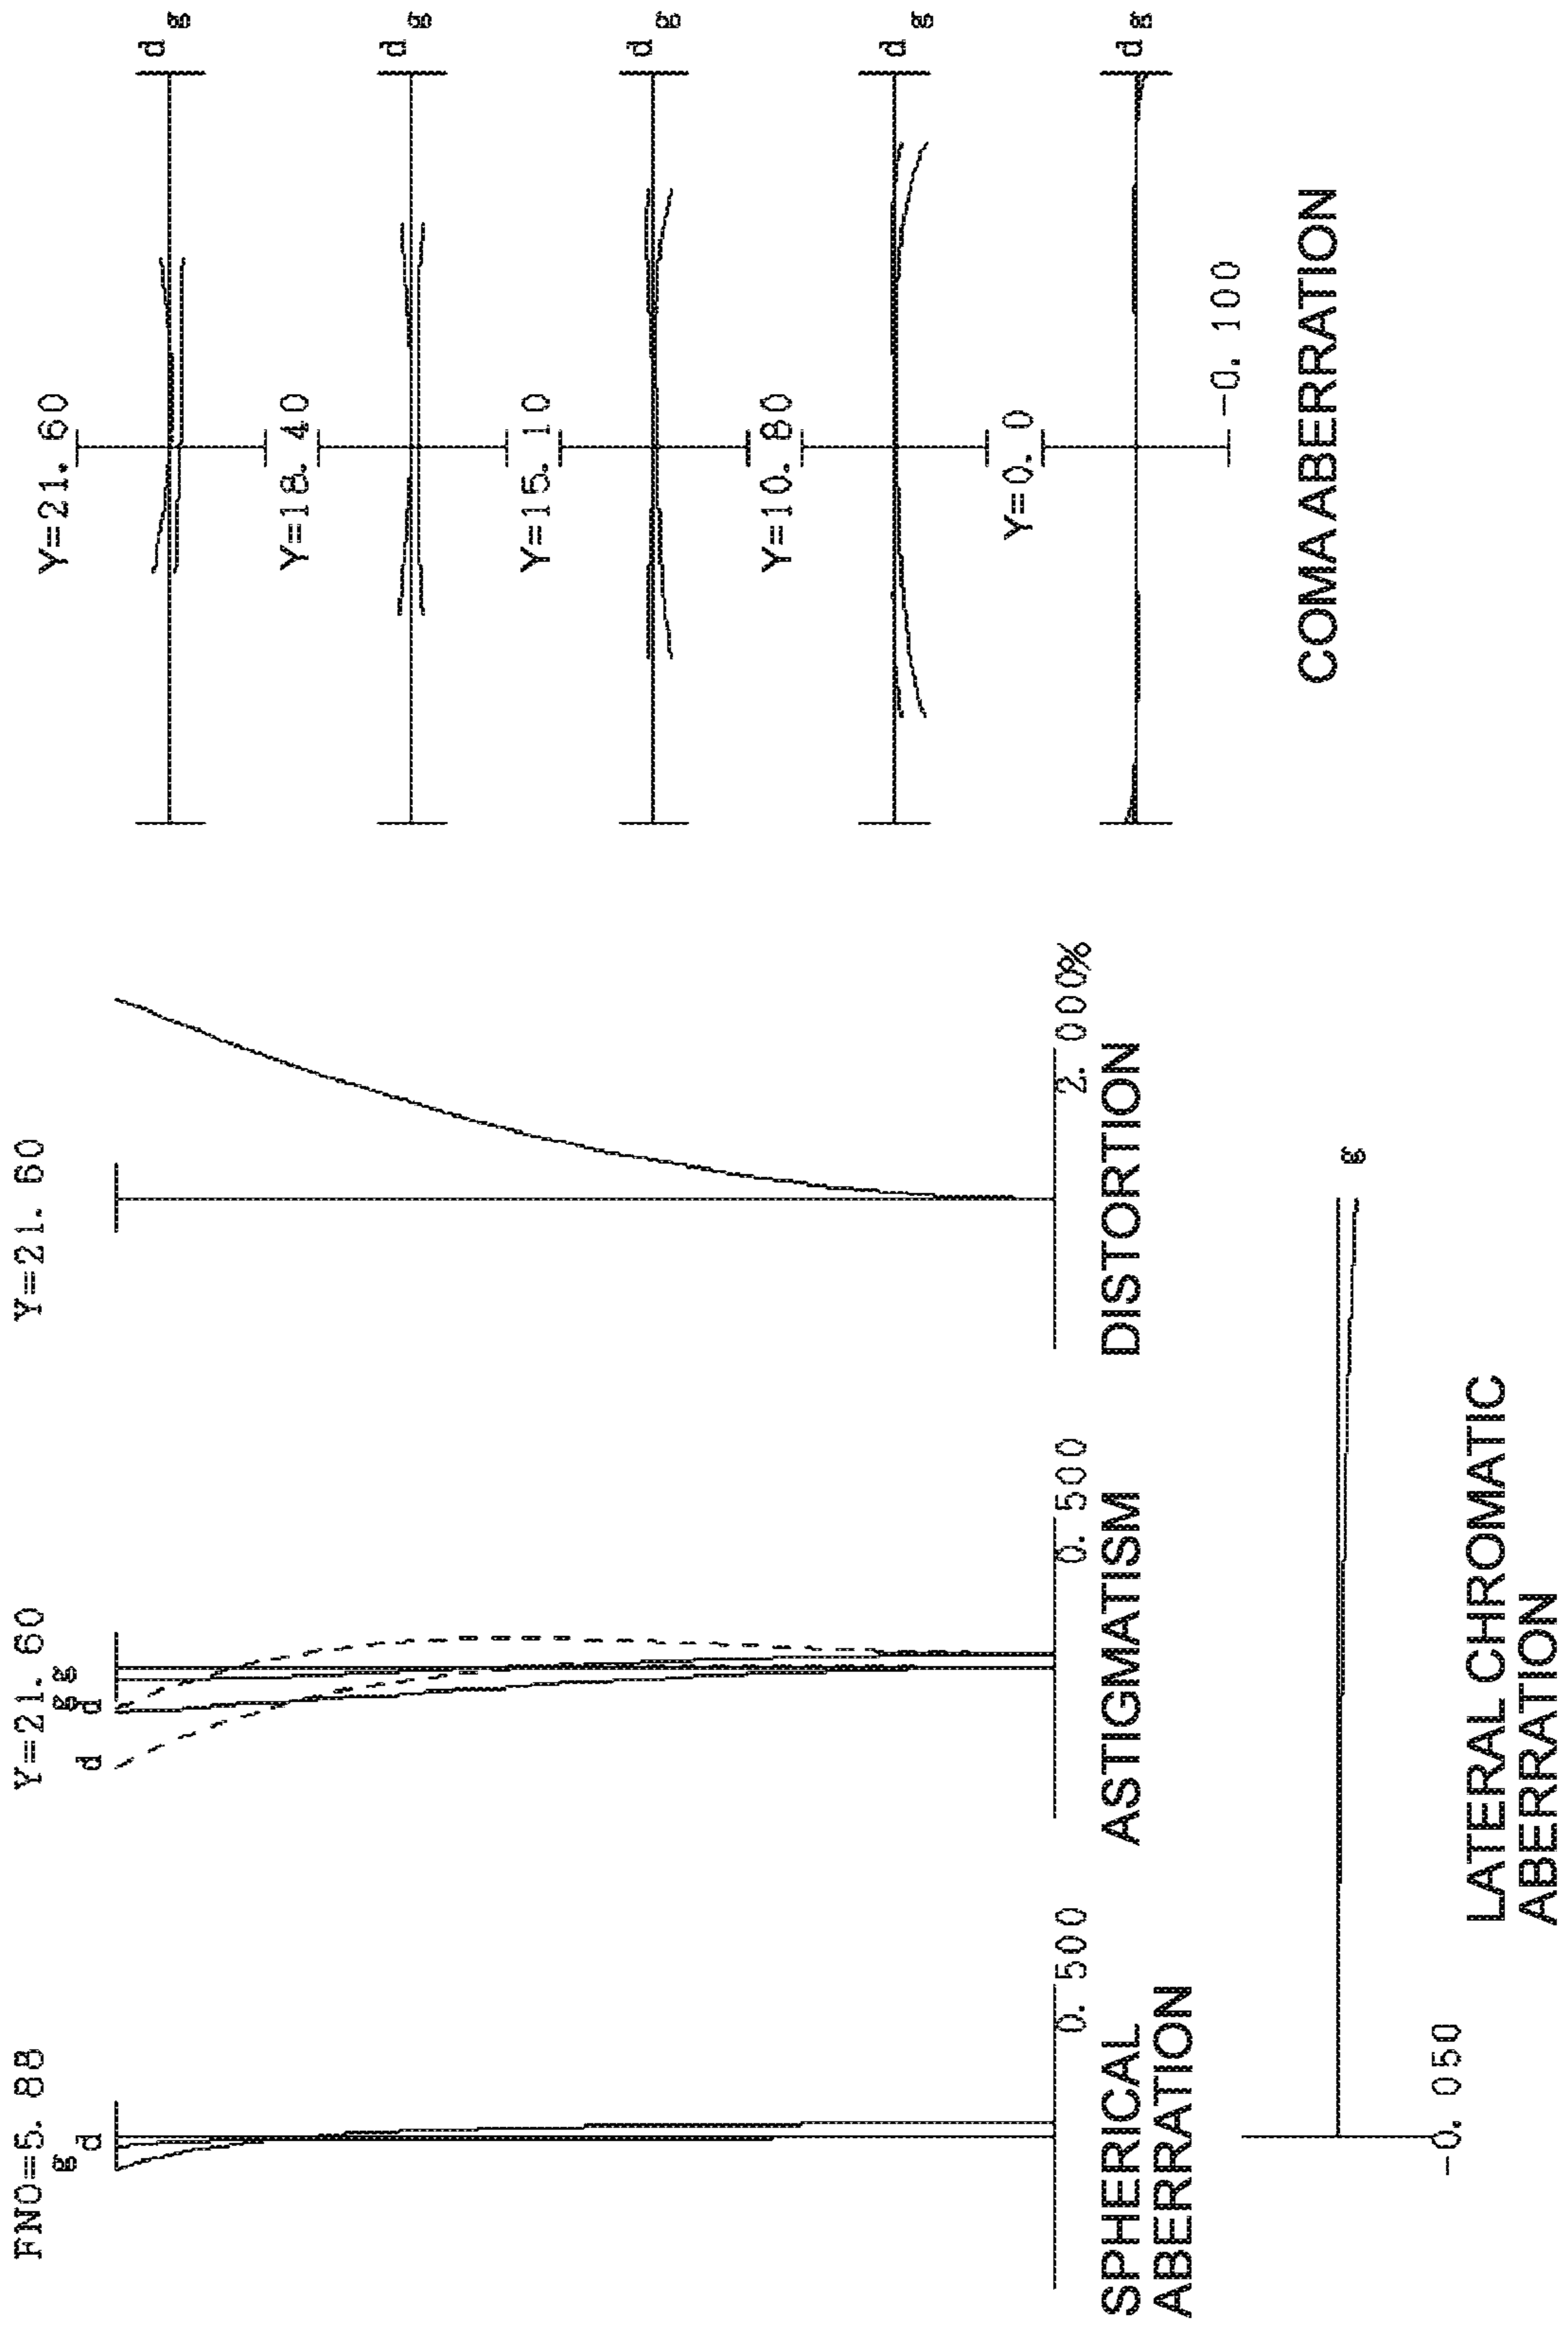 FNO=5.88
g
d
0.500
SPHERICAL
ABERRATION
Y=21.60
g
g
d
d
0.500
ASTIGMATISM
Y=21.60
2.000%
DISTORTION
-0.050
g
LATERAL CHROMATIC
ABERRATION
Y=21.60
d
g
Y=18.40
d
g
Y=15.10
d
g
Y=10.80
d
g
Y=0.0
d
g
-0.100
COMA ABERRATION